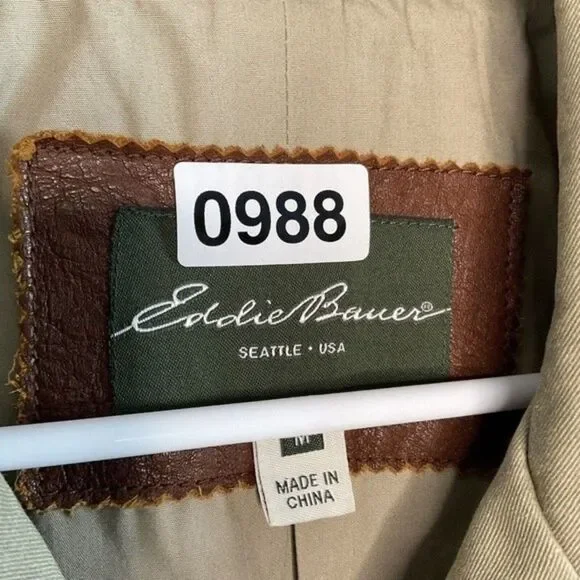 0988
Eddie Bauer®
SEATTLE • USA
M
MADE IN
CHINA